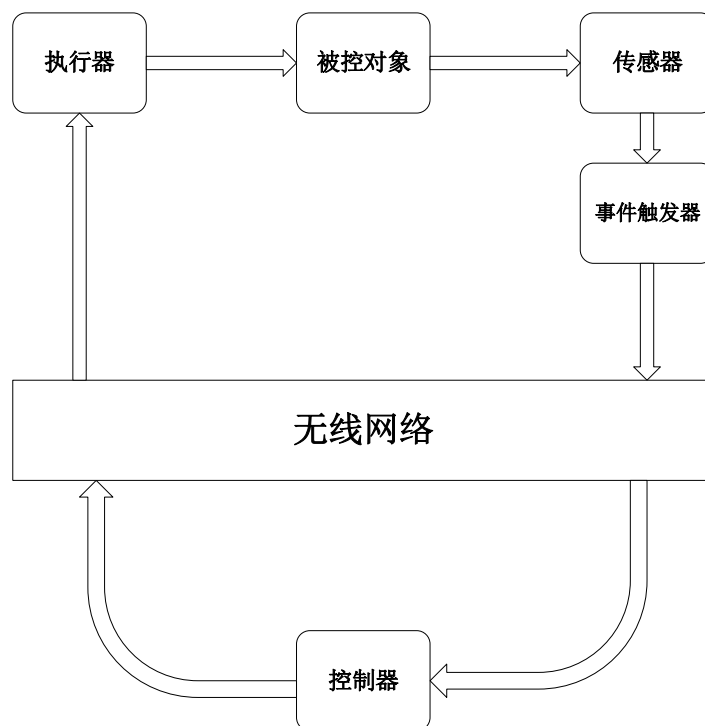 执行器
被控对象
传感器
事件触发器
无线网络
控制器